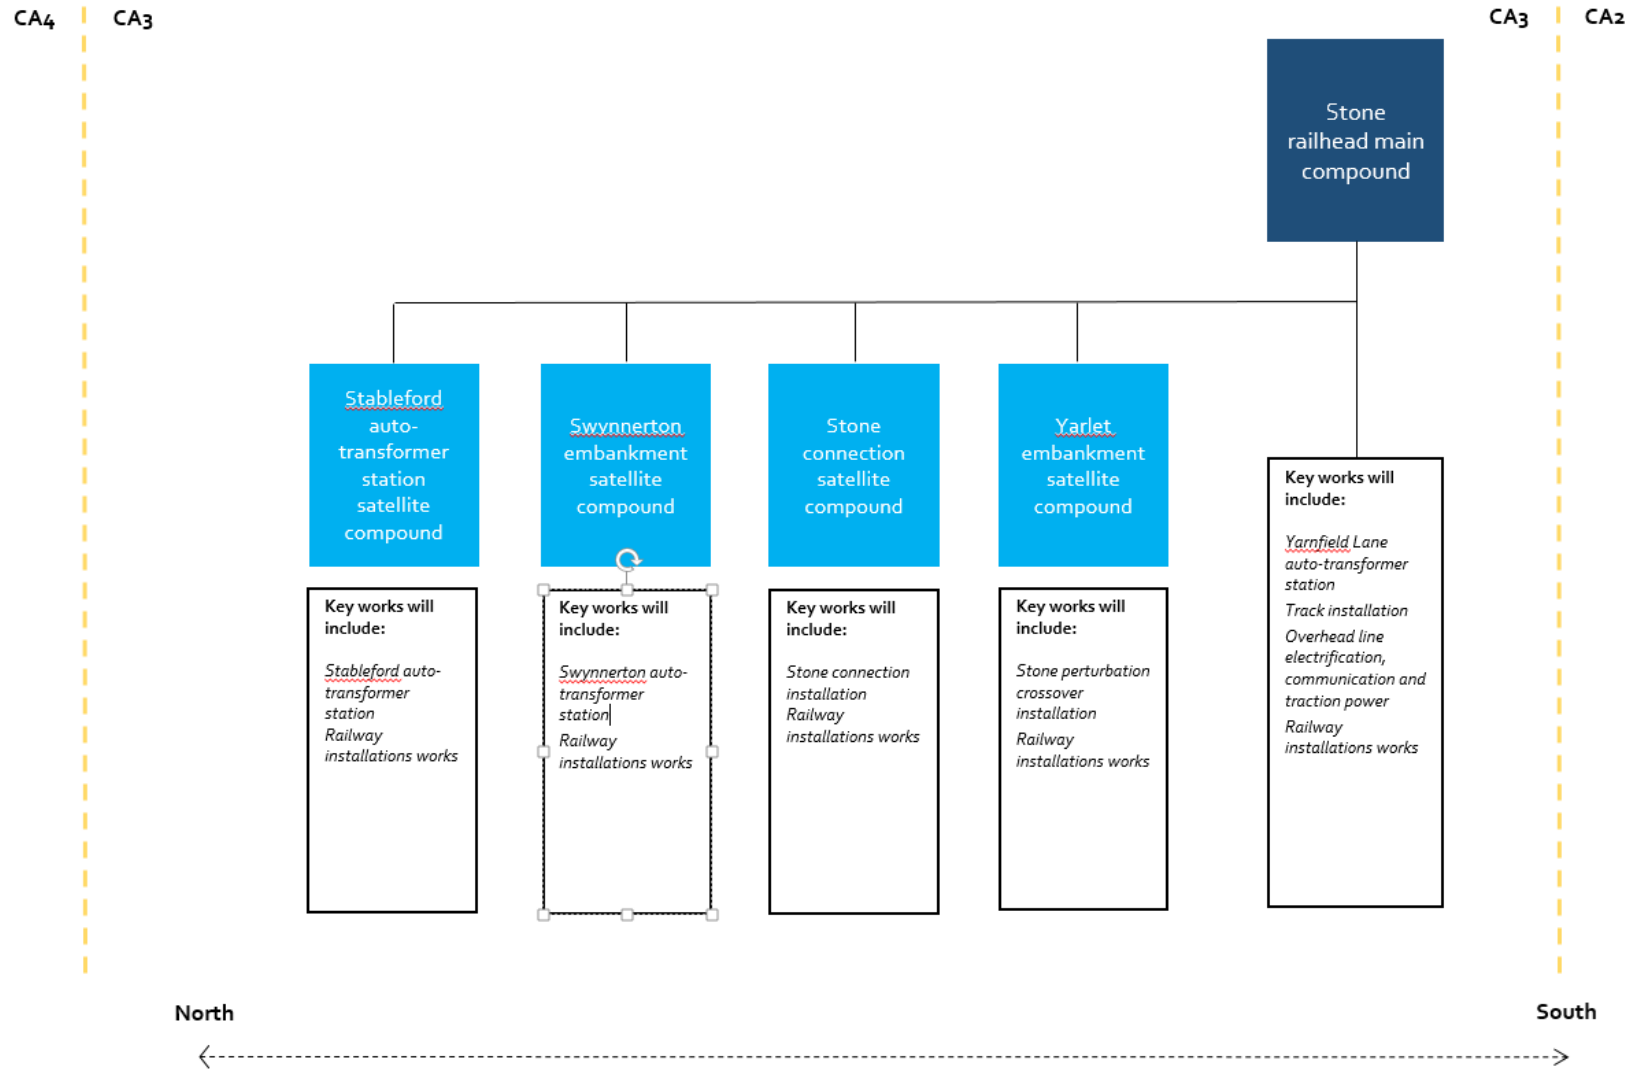 CA4
CA3
CA3
CA2
Stone
railhead main
compound
Stableford
auto-
transformer
station
satellite
compound
Swynnerton
embankment
satellite
compound
Stone
connection
satellite
compound
Yarlet
embankment
satellite
compound
Key works will
include:
Stableford auto-
transformer
station
Railway
installations works
Key works will
include:
Swynnerton auto-
transformer
station
Railway
installations works
Key works will
include:
Stone connection
installation
Railway
installations works
Key works will
include:
Stone perturbation
crossover
installation
Railway
installations works
Key works will
include:
Yarnfield Lane
auto-transformer
station
Track installation
Overhead line
electrification,
communication and
traction power
Railway
installations works
North
South